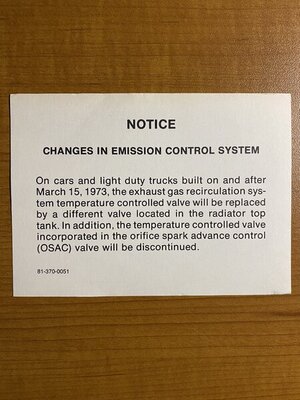 NOTICE
CHANGES IN EMISSION CONTROL SYSTEM
On cars and light duty trucks built on and after
March 15, 1973, the exhaust gas recirculation sys-
tem temperature controlled valve will be replaced
by a different valve located in the radiator top
tank. In addition, the temperature controlled valve
incorporated in the orifice spark advance control
(OSAC) valve will be discontinued.
81-370-0051